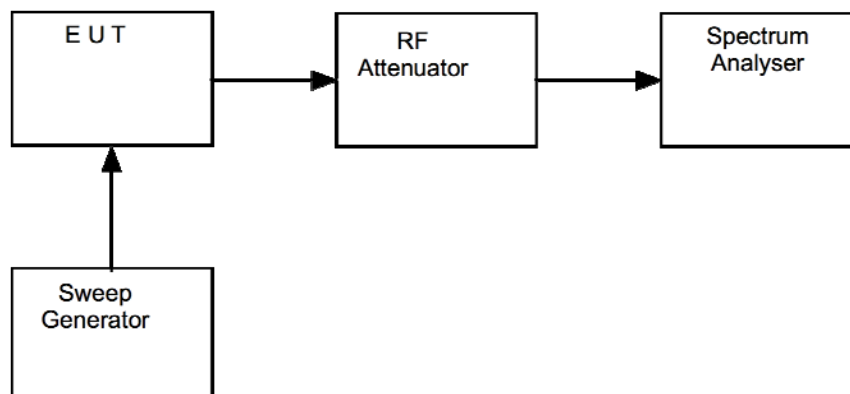 E U T
RF
Attenuator
Spectrum
Analyser
Sweep
Generator